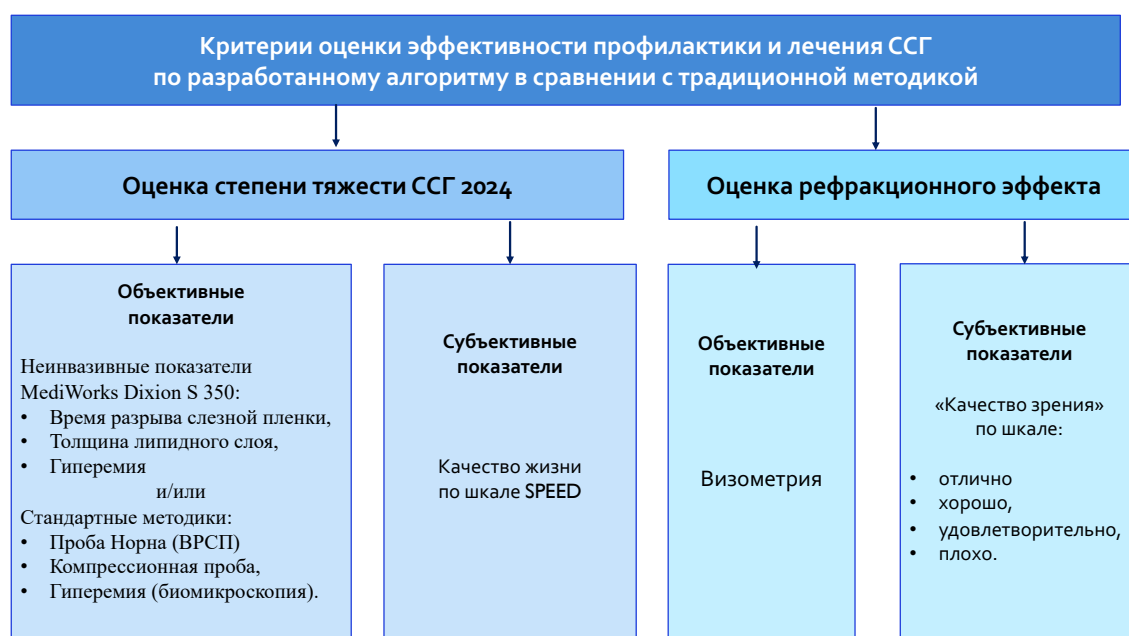 Критерии оценки эффективности профилактики и лечения ССГ
по разработанному алгоритму в сравнении с традиционной методикой
Оценка степени тяжести ССГ 2024
Оценка рефракционного эффекта
Объективные
показатели
Неинвазивные показатели
MediWorks Dixion S 350:
• Время разрыва слезной пленки,
• Толщина липидного слоя,
• Гиперемия
и/или
Стандартные методики:
• Проба Норна (ВРСП)
• Компрессионная проба,
• Гиперемия (биомикроскопия).
Субъективные
показатели
Качество жизни
по шкале SPEED
Объективные
показатели
Визометрия
Субъективные
показатели
«Качество зрения»
по шкале:
• отлично
• хорошо,
• удовлетворительно,
• плохо.